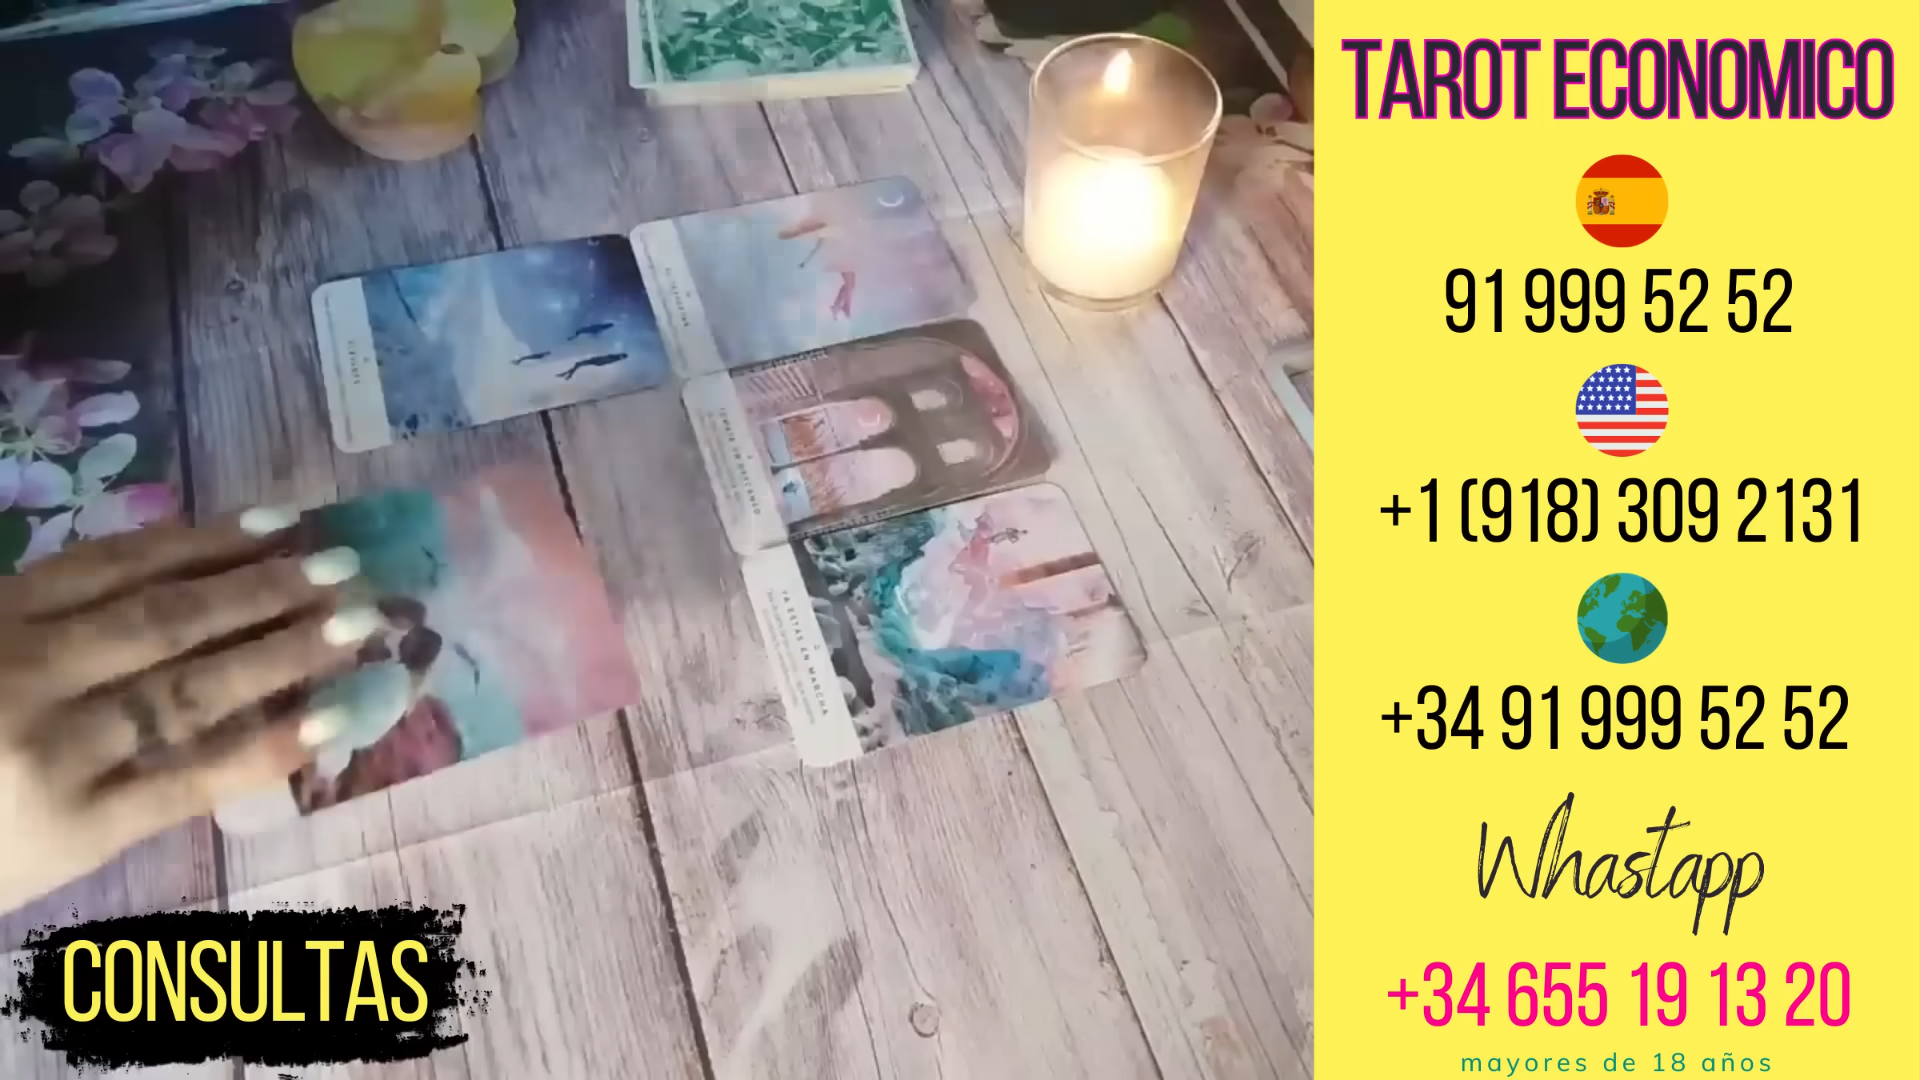 TAROT ECONOMICO
91 999 52 52
+1 (918) 309 2131
+34 91 999 52 52
Whastapp
+34 655 19 13 20
mayores de 18 años
YA ESTÁS EN MARCHA
CONSULTAS